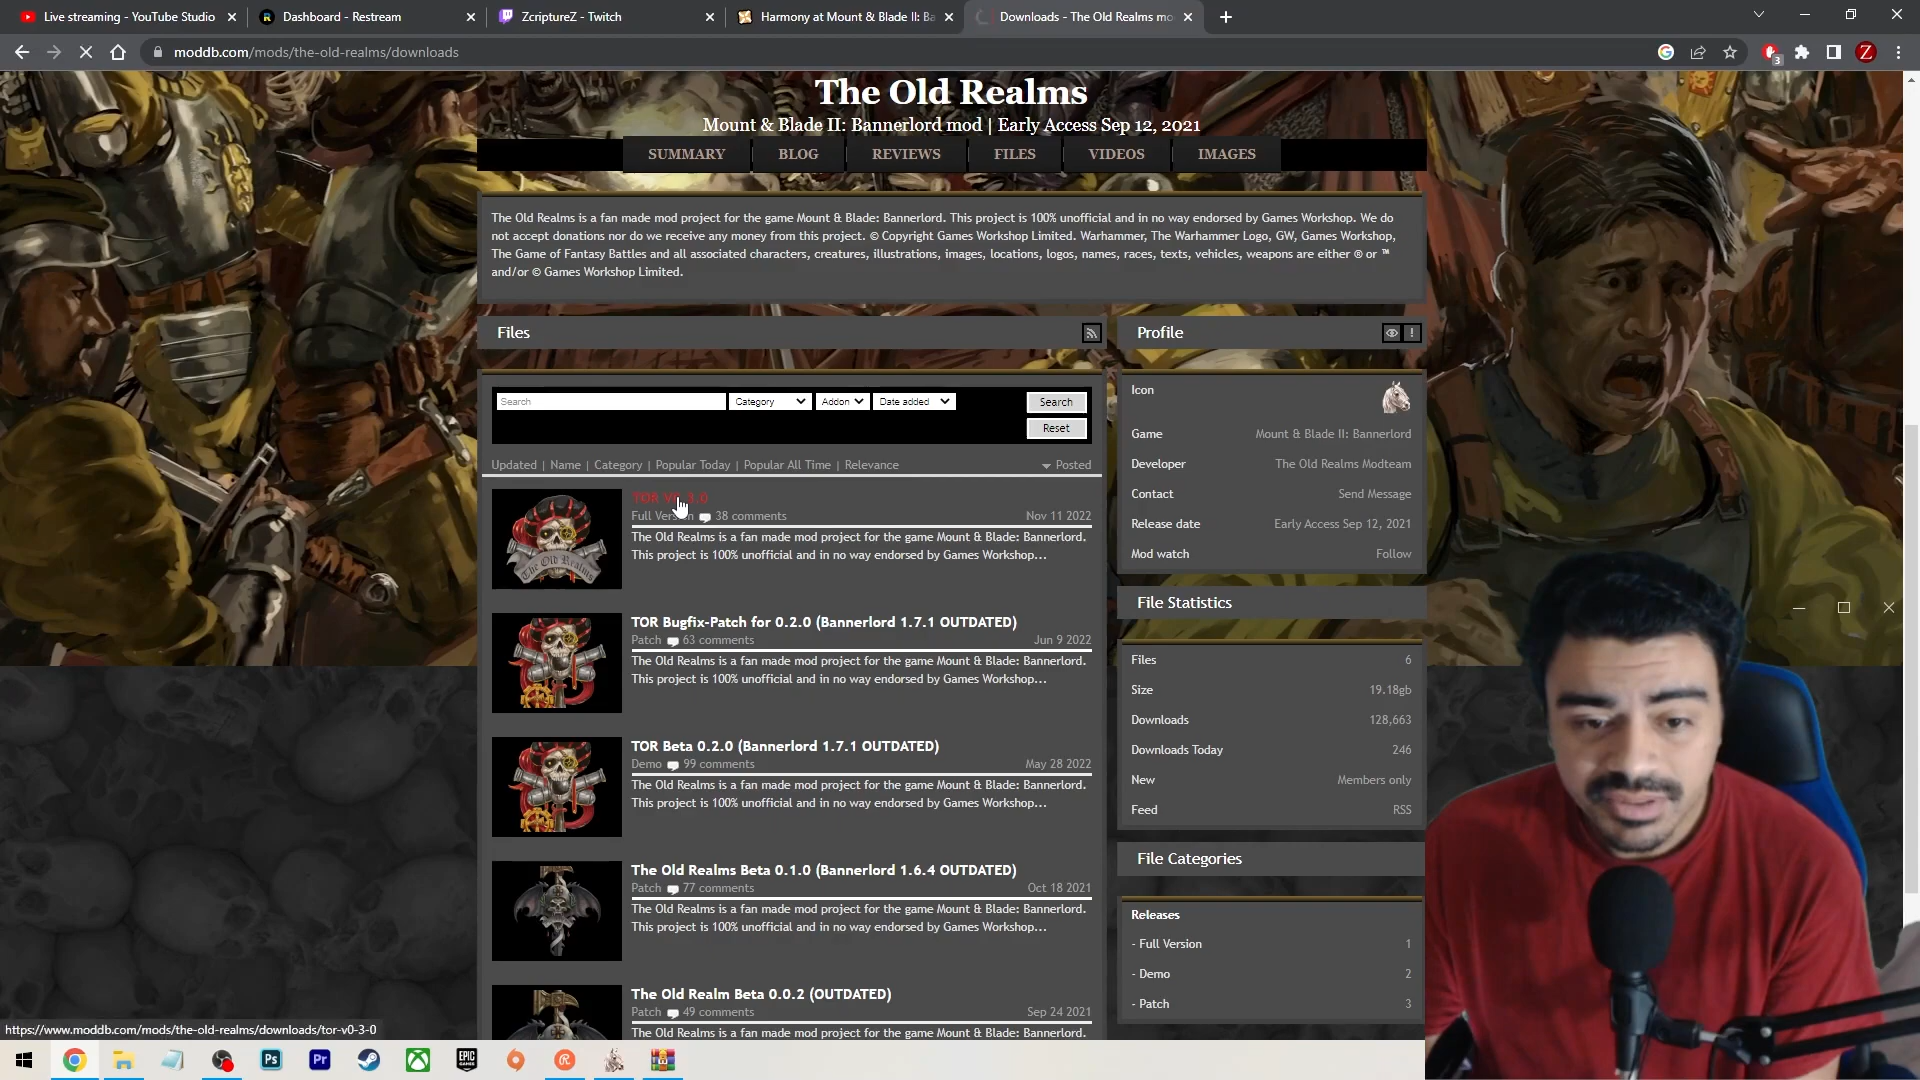 Live streaming - YouTube Studio
Dashboard - Restream
ZcriptureZ - Twitch
Harmony at Mount & Blade II: Ba
Downloads - The Old Realms mo
moddb.com/mods/the-old-realms/downloads
3
Z
The Old Realms
Mount & Blade II: Bannerlord mod | Early Access Sep 12, 2021
SUMMARY
BLOG
REVIEWS
FILES
VIDEOS
IMAGES
The Old Realms is a fan made mod project for the game Mount & Blade: Bannerlord. This project is 100% unofficial and in no way endorsed by Games Workshop. We do
not accept donations nor do we receive any money from this project. © Copyright Games Workshop Limited. Warhammer, The Warhammer Logo, GW, Games Workshop,
The Game of Fantasy Battles and all associated characters, creatures, illustrations, images, locations, logos, names, races, texts, vehicles, weapons are either ® or ™
and/or © Games Workshop Limited.
Files
Search
Category
Addon
Date added
Search
Reset
Updated | Name | Category | Popular Today | Popular All Time | Relevance
Posted
TOR V0.3.0
Full Version 38 comments
Nov 11 2022
The Old Realms is a fan made mod project for the game Mount & Blade: Bannerlord.
This project is 100% unofficial and in no way endorsed by Games Workshop...
The Old Realms
TOR Bugfix-Patch for 0.2.0 (Bannerlord 1.7.1 OUTDATED)
Patch 63 comments
Jun 9 2022
The Old Realms is a fan made mod project for the game Mount & Blade: Bannerlord.
This project is 100% unofficial and in no way endorsed by Games Workshop...
TOR Beta 0.2.0 (Bannerlord 1.7.1 OUTDATED)
Demo 99 comments
May 28 2022
The Old Realms is a fan made mod project for the game Mount & Blade: Bannerlord.
This project is 100% unofficial and in no way endorsed by Games Workshop...
The Old Realms Beta 0.1.0 (Bannerlord 1.6.4 OUTDATED)
Patch 77 comments
Oct 18 2021
The Old Realms is a fan made mod project for the game Mount & Blade: Bannerlord.
This project is 100% unofficial and in no way endorsed by Games Workshop...
The Old Realm Beta 0.0.2 (OUTDATED)
Patch 49 comments
Sep 24 2021
The Old Realms is a fan made mod project for the game Mount & Blade: Bannerlord.
Profile
Icon
Game
Mount & Blade II: Bannerlord
Developer
The Old Realms Modteam
Contact
Send Message
Release date
Early Access Sep 12, 2021
Mod watch
Follow
File Statistics
Files
6
Size
19.18gb
Downloads
128,663
Downloads Today
246
New
Members only
Feed
RSS
File Categories
Releases
- Full Version
1
- Demo
2
- Patch
3
https://www.moddb.com/mods/the-old-realms/downloads/tor-v0-3-0
Ps
Pr
EPIC
GAMES